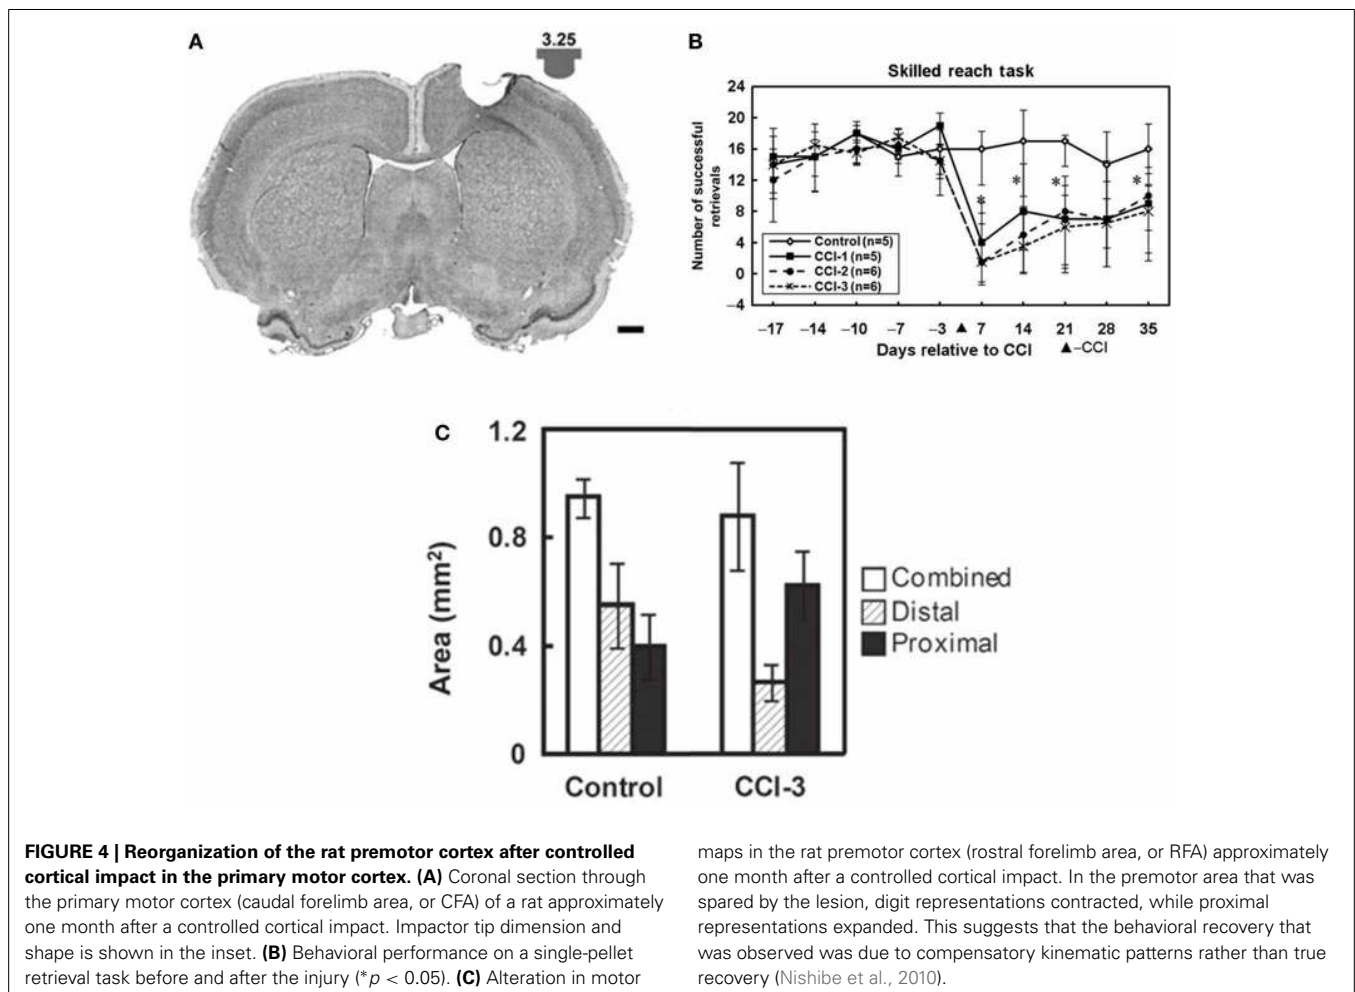 A
3.25
B
Skilled reach task
Number of successful
retrievals
24
20
16
12
8
4
0
−4
Control (n=5)
CCI-1 (n=5)
CCI-2 (n=6)
CCI-3 (n=6)
* * * *
−17 −14 −10 −7 −3 ▲ 7 14 21 28 35
Days relative to CCI ▲–CCI
C
Area (mm²)
1.2
0.8
0.4
0
Combined
Distal
Proximal
Control CCI-3
FIGURE 4 | Reorganization of the rat premotor cortex after controlled
cortical impact in the primary motor cortex. (A) Coronal section through
the primary motor cortex (caudal forelimb area, or CFA) of a rat approximately
one month after a controlled cortical impact. Impactor tip dimension and
shape is shown in the inset. (B) Behavioral performance on a single-pellet
retrieval task before and after the injury (*p < 0.05). (C) Alteration in motor
maps in the rat premotor cortex (rostral forelimb area, or RFA) approximately
one month after a controlled cortical impact. In the premotor area that was
spared by the lesion, digit representations contracted, while proximal
representations expanded. This suggests that the behavioral recovery that
was observed was due to compensatory kinematic patterns rather than true
recovery (Nishibe et al., 2010).